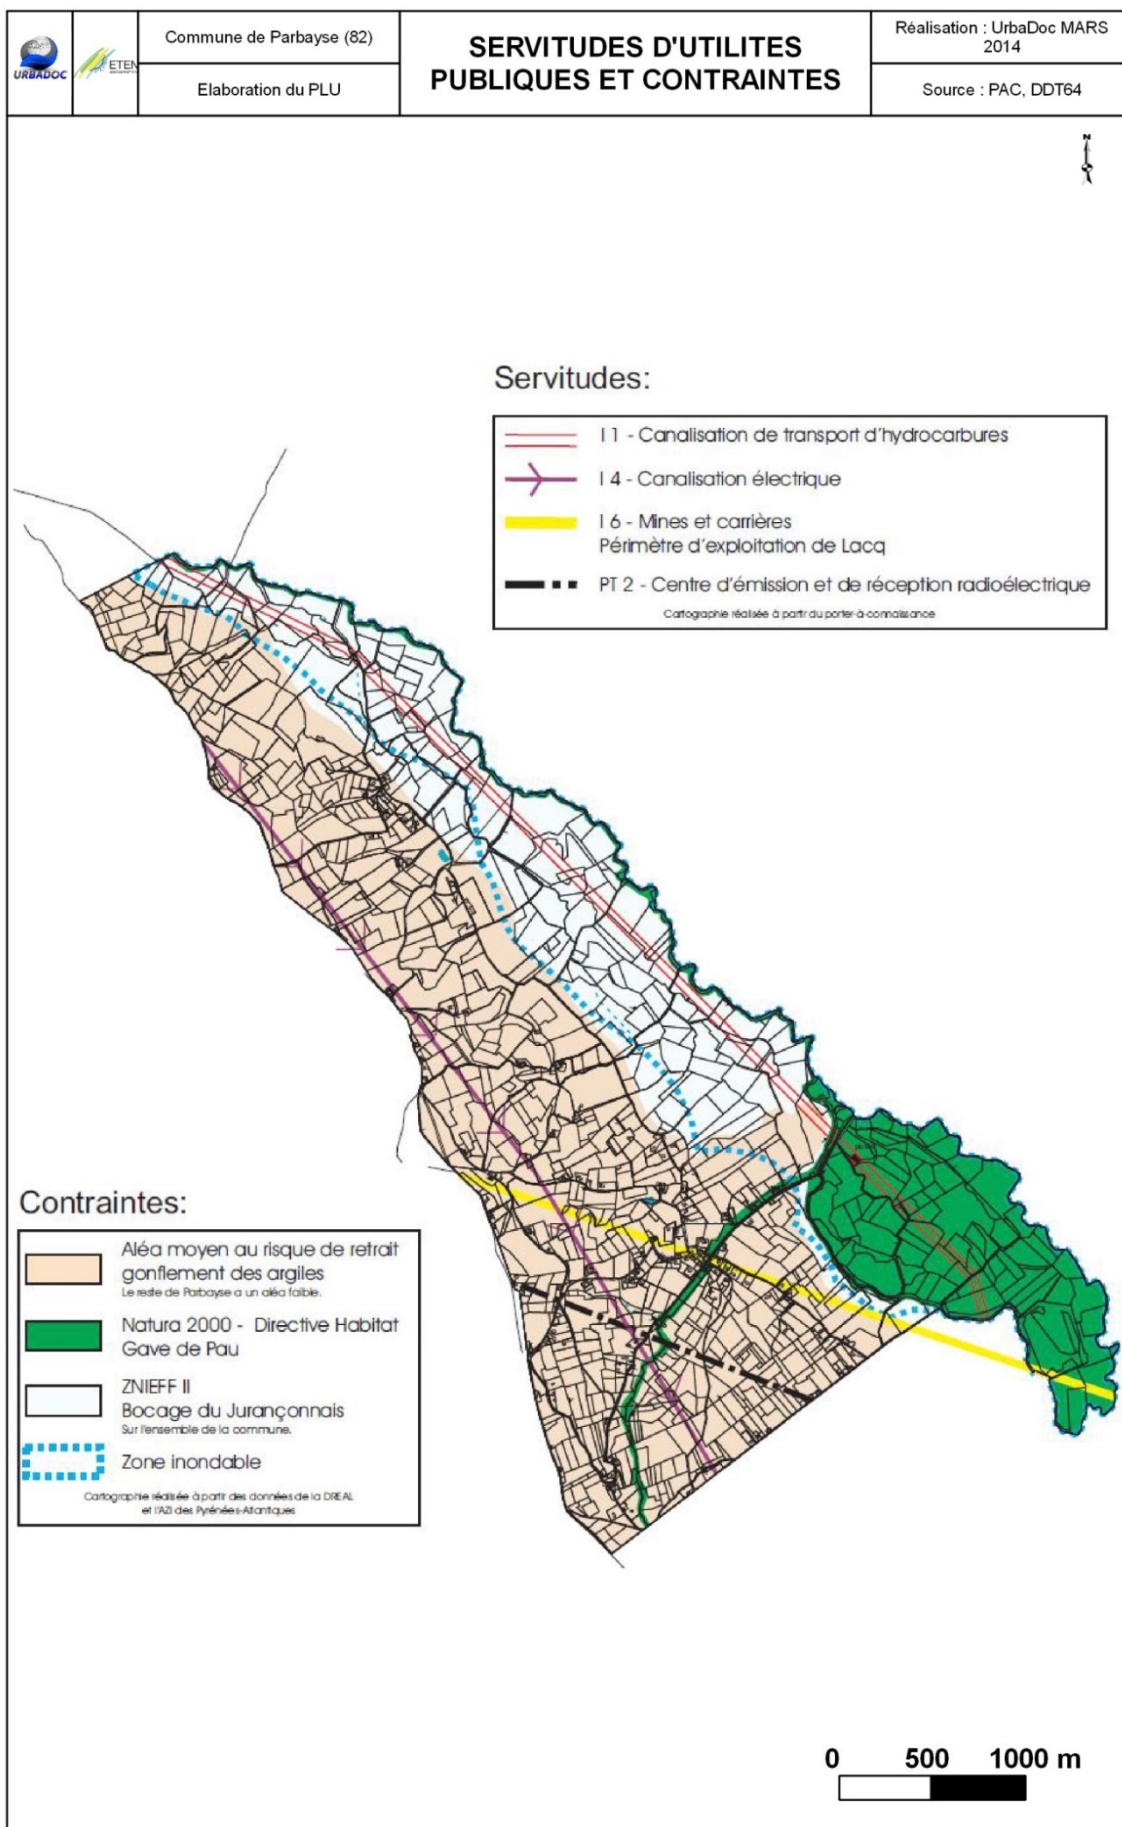 URBADOC
ETEN
Commune de Parbayse (82)
Elaboration du PLU
SERVITUDES D'UTILITES
PUBLIQUES ET CONTRAINTES
Réalisation : UrbaDoc MARS
2014
Source : PAC, DDT64
N
Servitudes:
I 1 - Canalisation de transport d'hydrocarbures
I 4 - Canalisation électrique
I 6 - Mines et carrières
Périmètre d'exploitation de Lacq
PT 2 - Centre d'émission et de réception radioélectrique
Cartographie réalisée à partir du porter-à-connaissance
Contraintes:
Aléa moyen au risque de retrait
gonflement des argiles
Le reste de Parbayse a un aléa faible.
Natura 2000 - Directive Habitat
Gave de Pau
ZNIEFF II
Bocage du Jurançonnais
Sur l'ensemble de la commune.
Zone inondable
Cartographie réalisée à partir des données de la DREAL
et l'AZI des Pyrénées-Atlantiques
0 500 1000 m